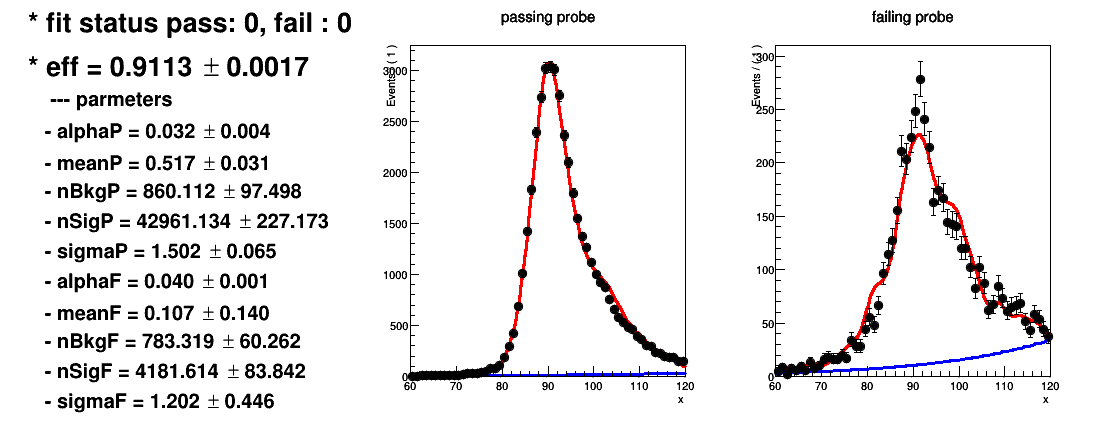 * fit status pass: 0, fail : 0
* eff = 0.9113 ± 0.0017
--- parmeters
- alphaP = 0.032 ± 0.004
- meanP = 0.517 ± 0.031
- nBkgP = 860.112 ± 97.498
- nSigP = 42961.134 ± 227.173
- sigmaP = 1.502 ± 0.065
- alphaF = 0.040 ± 0.001
- meanF = 0.107 ± 0.140
- nBkgF = 783.319 ± 60.262
- nSigF = 4181.614 ± 83.842
- sigmaF = 1.202 ± 0.446
passing probe
Events / ( 1 )
3000
2500
2000
1500
1000
500
0
60 70 80 90 100 110 120
x
failing probe
Events / ( 1 )
300
250
200
150
100
50
0
60 70 80 90 100 110 120
x